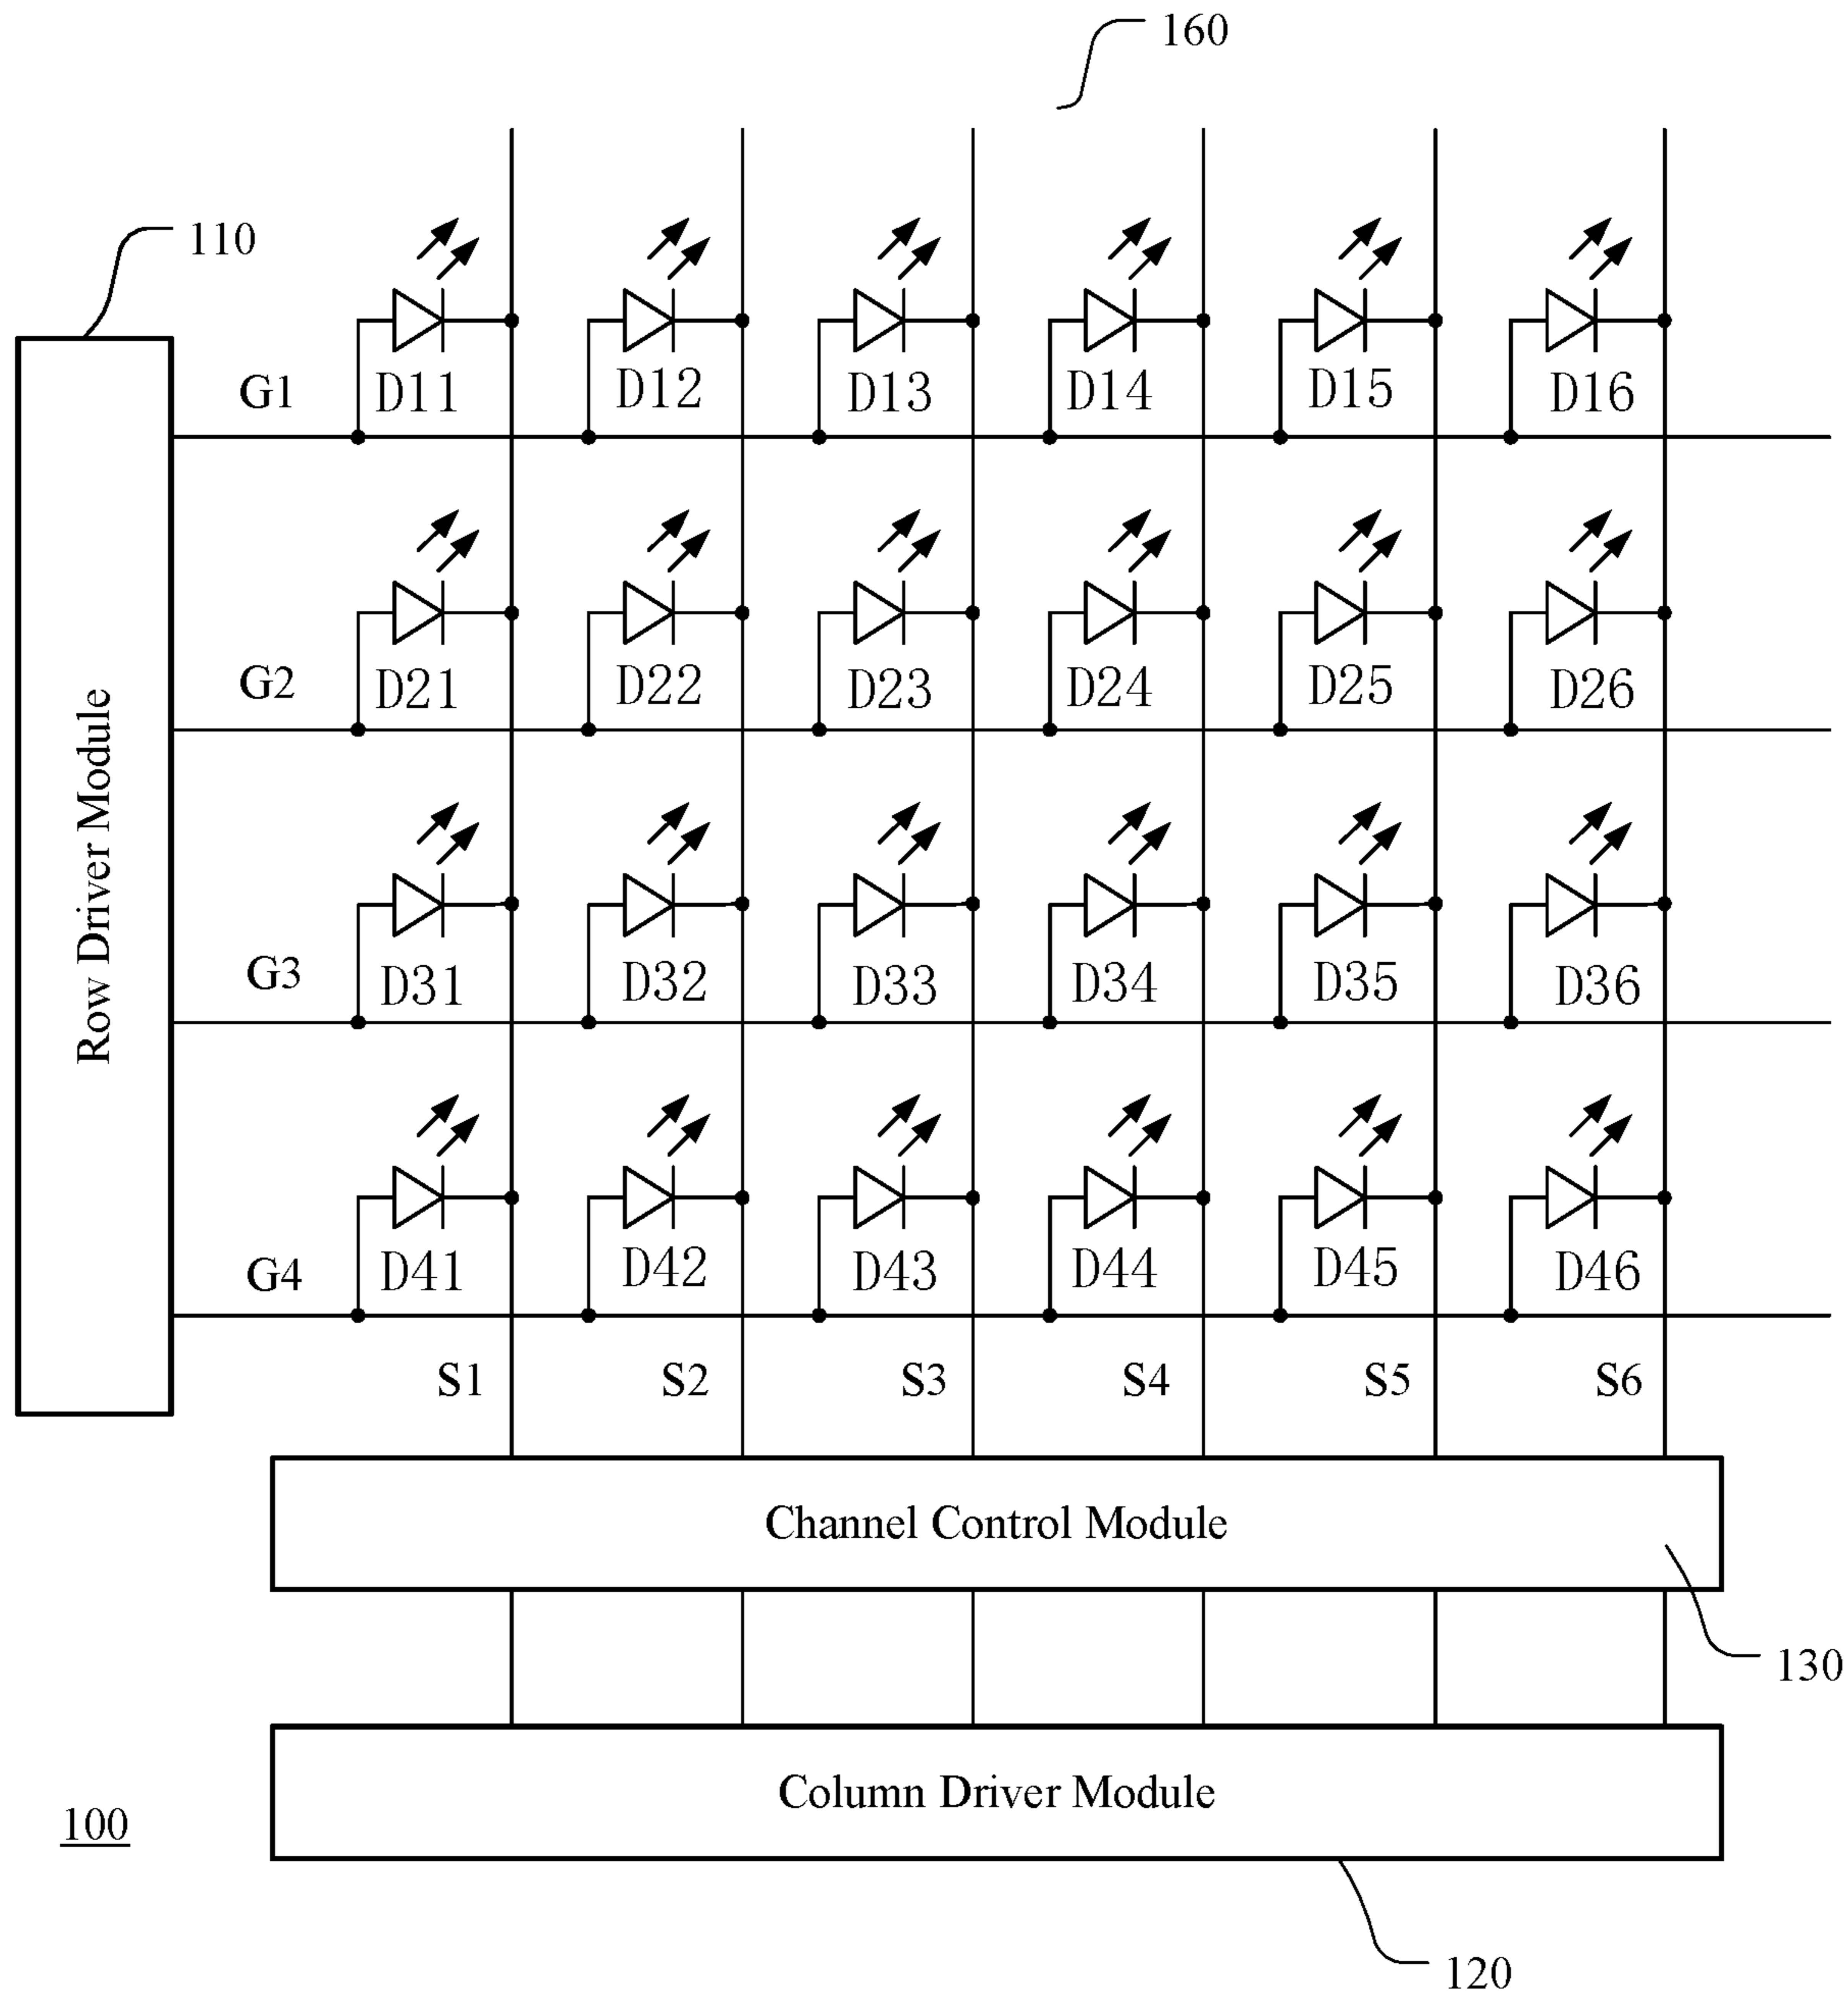 160
110
G1 D11 D12 D13 D14 D15 D16
G2 D21 D22 D23 D24 D25 D26
Row Driver Module
G3 D31 D32 D33 D34 D35 D36
G4 D41 D42 D43 D44 D45 D46
S1 S2 S3 S4 S5 S6
Channel Control Module
130
Column Driver Module
100
120